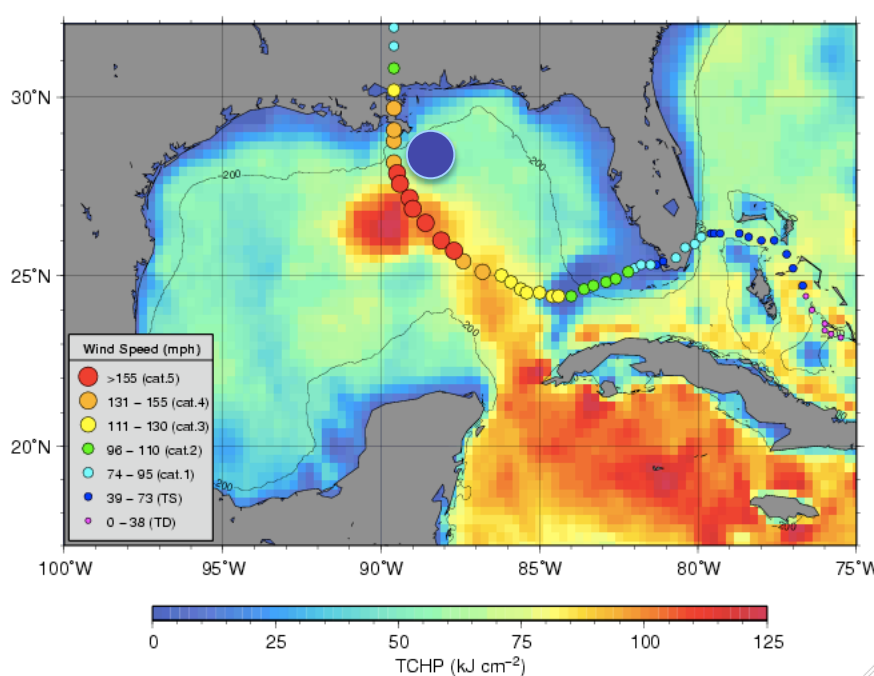 30°N
25°N
20°N
200
200
200
200
Wind Speed (mph)
>155 (cat.5)
131 – 155 (cat.4)
111 – 130 (cat.3)
96 – 110 (cat.2)
74 – 95 (cat.1)
39 – 73 (TS)
0 – 38 (TD)
100°W
95°W
90°W
85°W
80°W
75°W
0
25
50
75
100
125
TCHP (kJ cm⁻²)